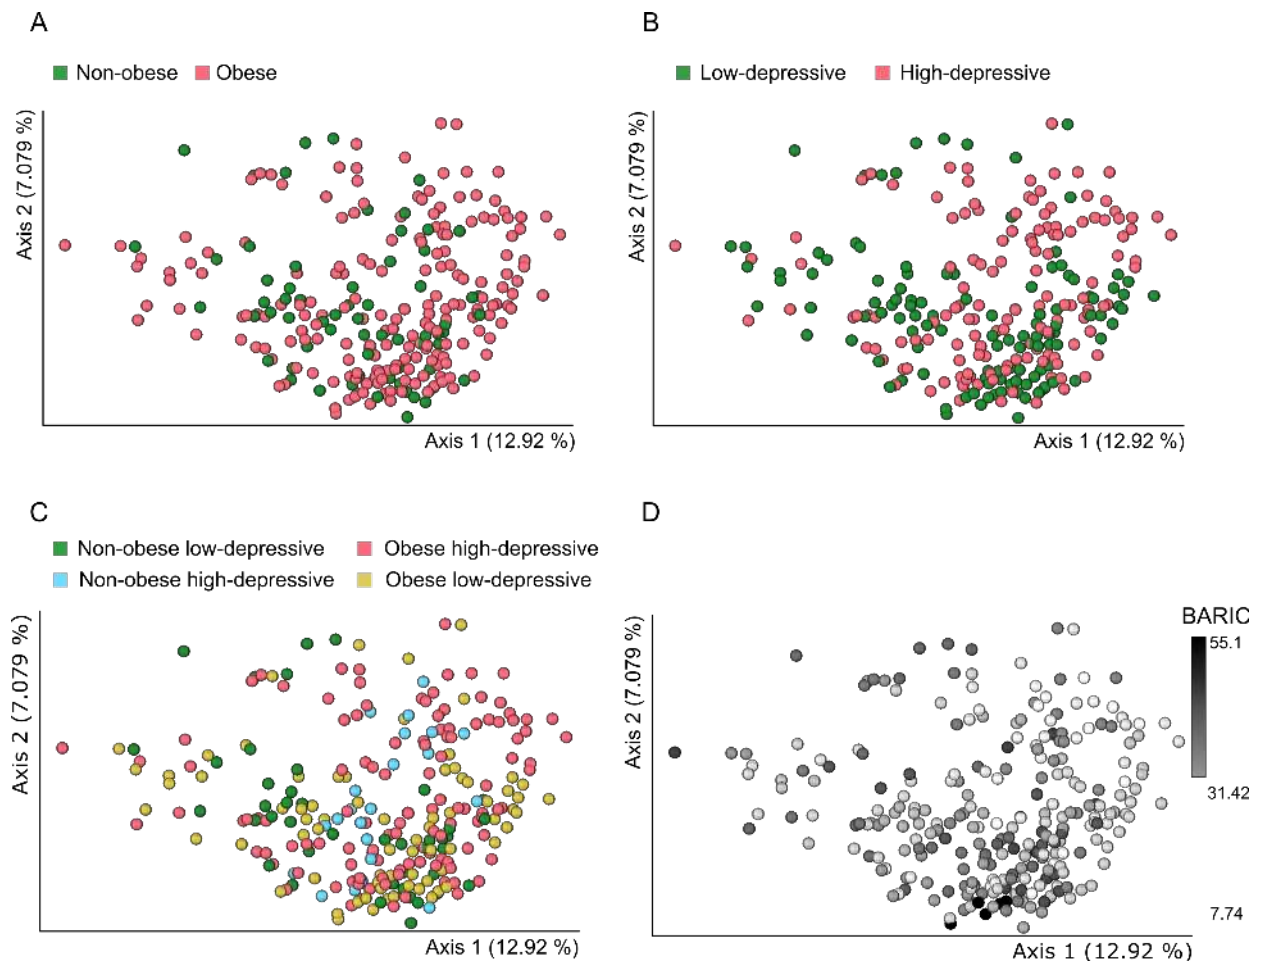 A
Non-obese Obese
Axis 2 (7.079 %)
Axis 1 (12.92 %)
B
Low-depressive High-depressive
Axis 2 (7.079 %)
Axis 1 (12.92 %)
C
Non-obese low-depressive Obese high-depressive
Non-obese high-depressive Obese low-depressive
Axis 2 (7.079 %)
Axis 1 (12.92 %)
D
BARIC
55.1
31.42
7.74
Axis 2 (7.079 %)
Axis 1 (12.92 %)